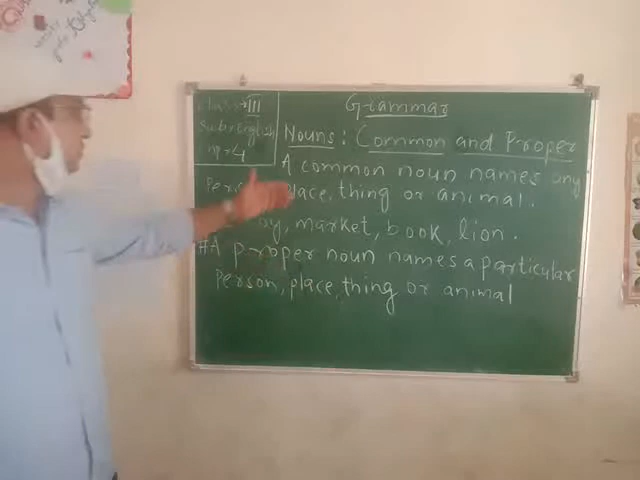 Class-III
Sub:-English
Grammar
Nouns: Common and Proper
A common noun names any
place, thing or animal.
market, book, lion.
#A proper noun names a particular
Person, place, thing or animal